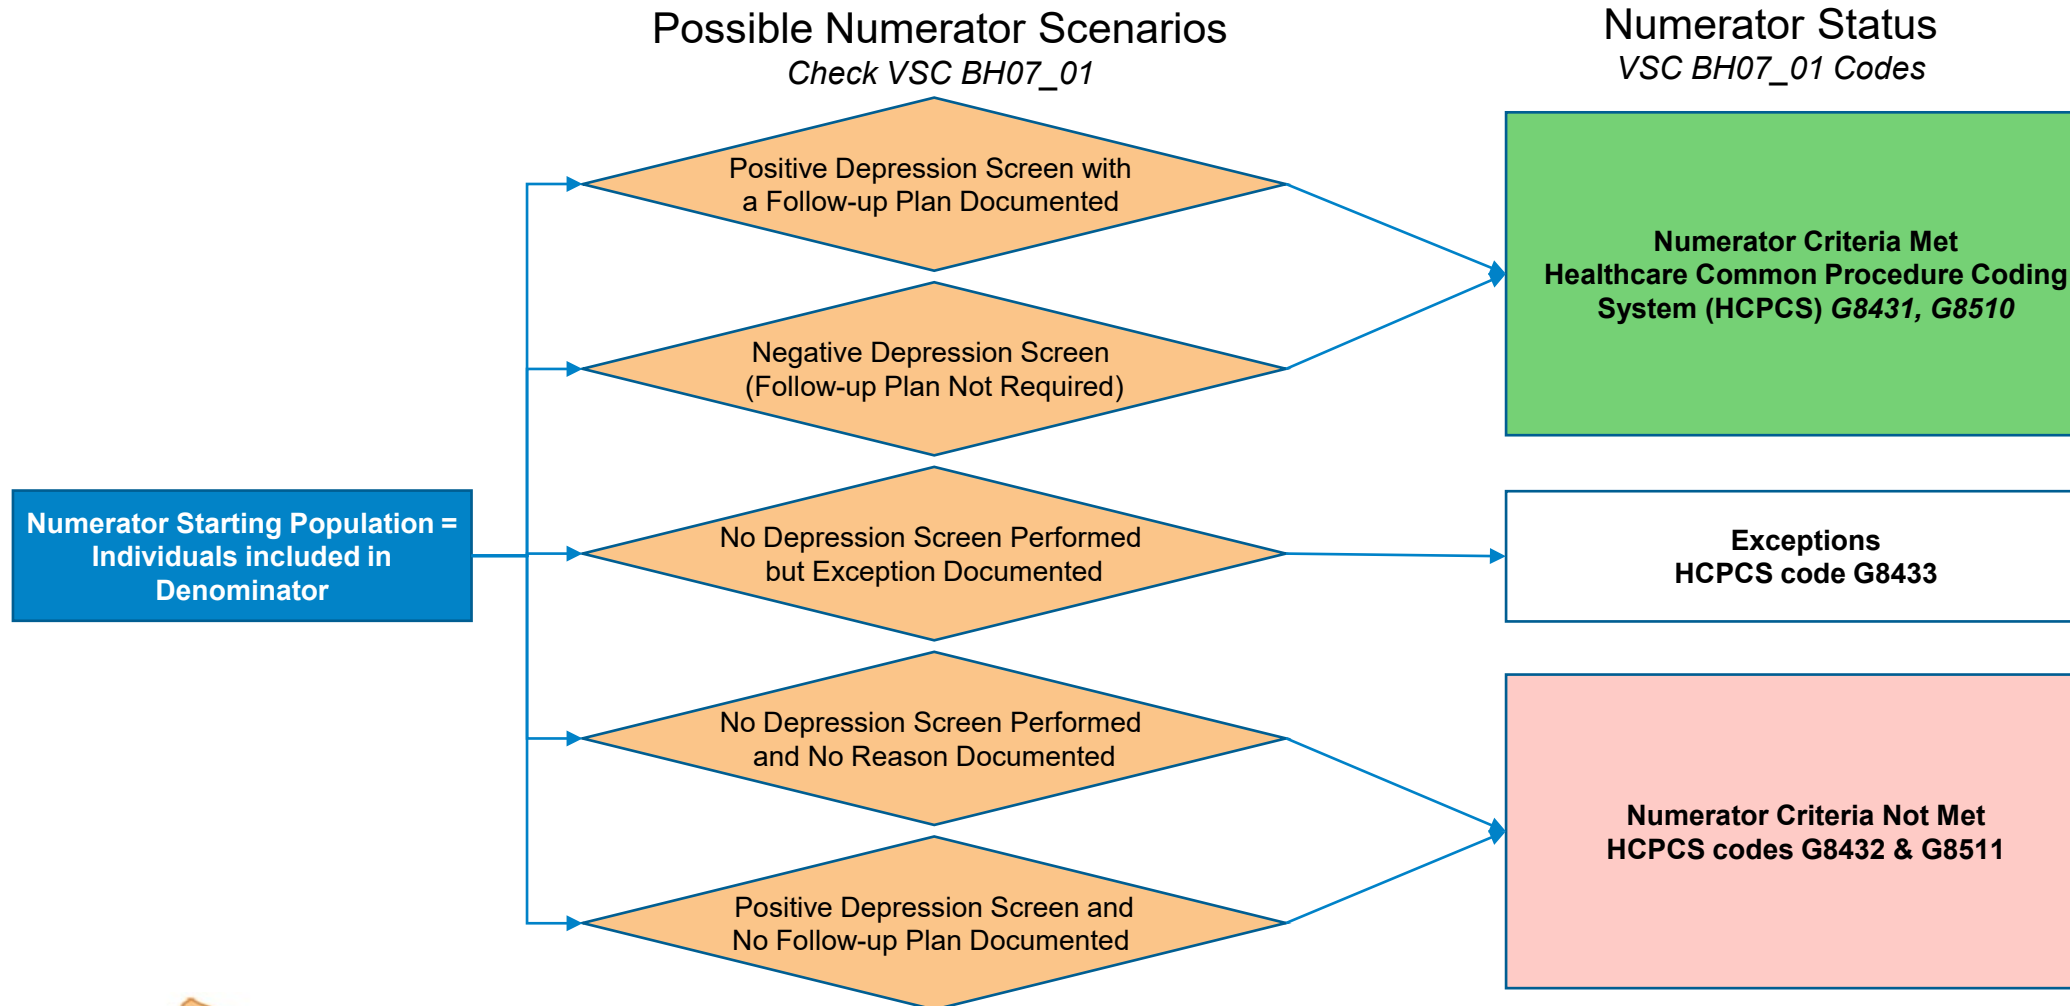 Possible Numerator Scenarios
Check VSC BH07_01
Numerator Status
VSC BH07_01 Codes
Numerator Starting Population =
Individuals included in
Denominator
Positive Depression Screen with
a Follow-up Plan Documented
Negative Depression Screen
(Follow-up Plan Not Required)
No Depression Screen Performed
but Exception Documented
No Depression Screen Performed
and No Reason Documented
Positive Depression Screen and
No Follow-up Plan Documented
Numerator Criteria Met
Healthcare Common Procedure Coding
System (HCPCS) G8431, G8510
Exceptions
HCPCS code G8433
Numerator Criteria Not Met
HCPCS codes G8432 & G8511